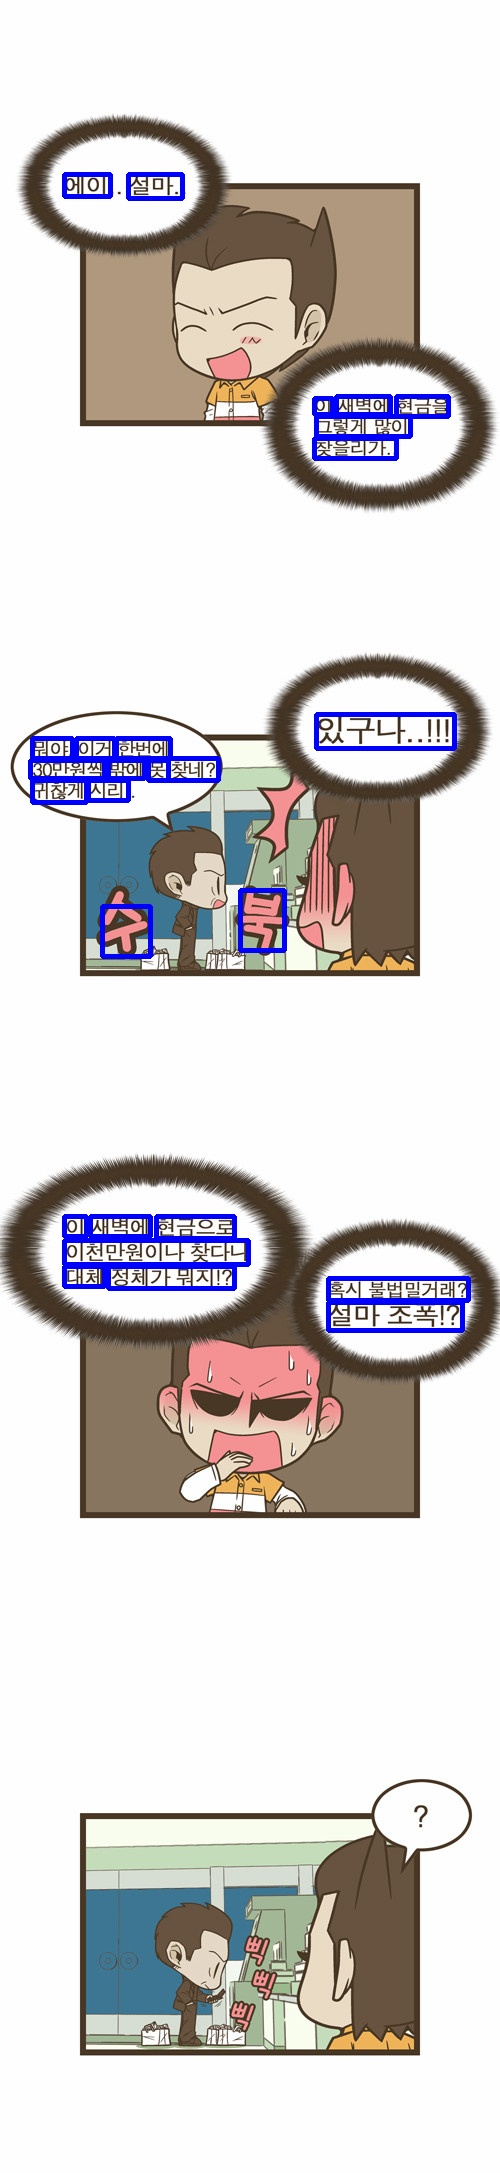 에이. 설마.
이 새벽에 현금을
그렇게 많이
찾을리가.
있구나..!!!
뭐야 이거 한번에
30만원씩 밖에 못 찾네?
귀찮게 시리.
수북
이 새벽에 현금으로
이천만원이나 찾다니
대체 정체가 뭐지!?
혹시 불법밀거래?
설마 조폭!?
?
삐
삐
삐